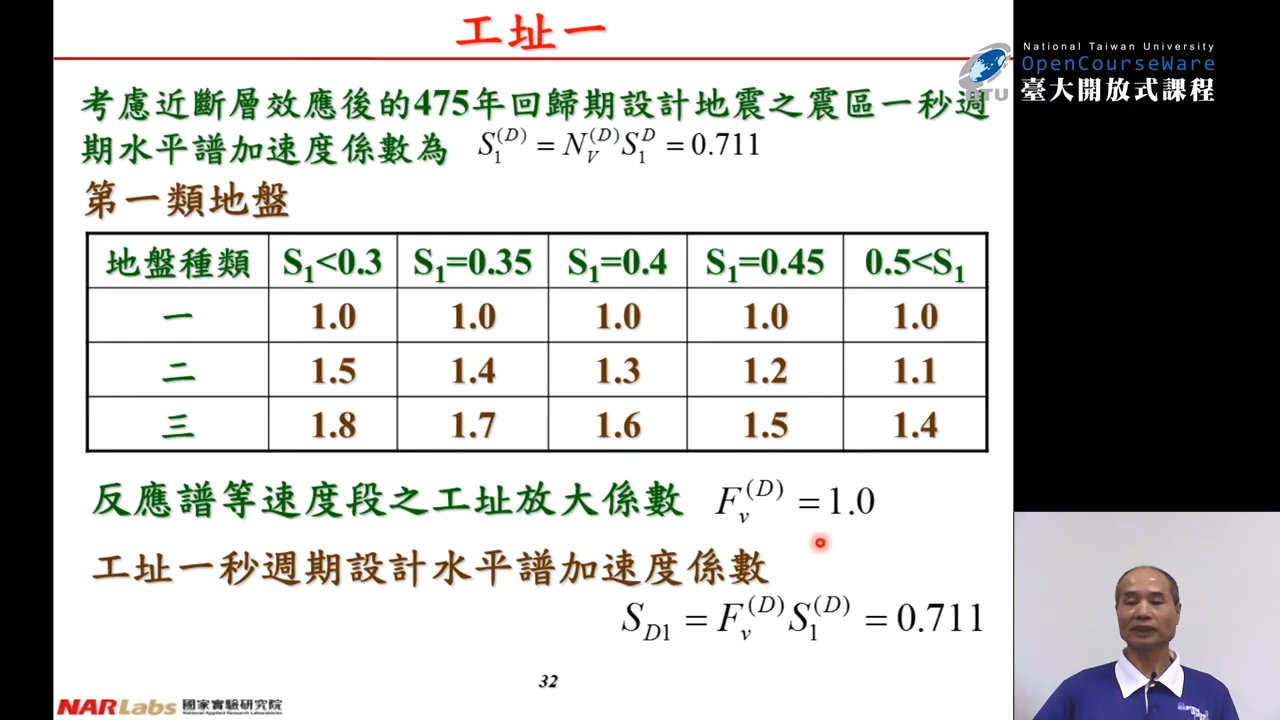 工址一
National Taiwan University
OpenCourseWare
臺大開放式課程
NTU
考慮近斷層效應後的475年回歸期設計地震之震區一秒週
期水平譜加速度係數為 S₁^(D) = N_V^(D) S₁^D = 0.711
第一類地盤
地盤種類 S₁<0.3 S₁=0.35 S₁=0.4 S₁=0.45 0.5<S₁
一 1.0 1.0 1.0 1.0 1.0
二 1.5 1.4 1.3 1.2 1.1
三 1.8 1.7 1.6 1.5 1.4
反應譜等速度段之工址放大係數 F_v^(D) = 1.0
工址一秒週期設計水平譜加速度係數
S_D1 = F_v^(D) S₁^(D) = 0.711
32
NARLabs 國家實驗研究院
National Applied Research Laboratories